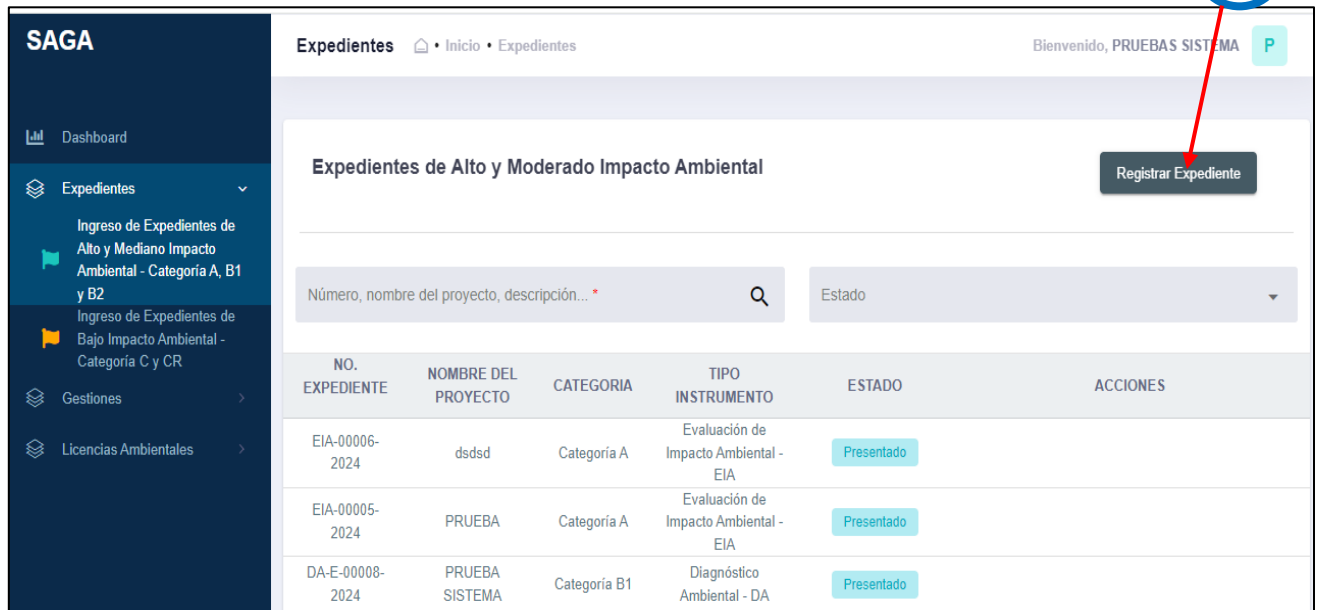 SAGA
Expedientes • Inicio • Expedientes
Bienvenido, PRUEBAS SISTEMA P
Dashboard
Expedientes
Ingreso de Expedientes de
Alto y Mediano Impacto
Ambiental - Categoría A, B1
y B2
Ingreso de Expedientes de
Bajo Impacto Ambiental -
Categoría C y CR
Gestiones
Licencias Ambientales
Expedientes de Alto y Moderado Impacto Ambiental
Registrar Expediente
Número, nombre del proyecto, descripción... *
Estado
NO.
EXPEDIENTE
NOMBRE DEL
PROYECTO
CATEGORIA
TIPO
INSTRUMENTO
ESTADO
ACCIONES
EIA-00006-
2024
dsdsd
Categoría A
Evaluación de
Impacto Ambiental -
EIA
Presentado
EIA-00005-
2024
PRUEBA
Categoría A
Evaluación de
Impacto Ambiental -
EIA
Presentado
DA-E-00008-
2024
PRUEBA
SISTEMA
Categoría B1
Diagnóstico
Ambiental - DA
Presentado